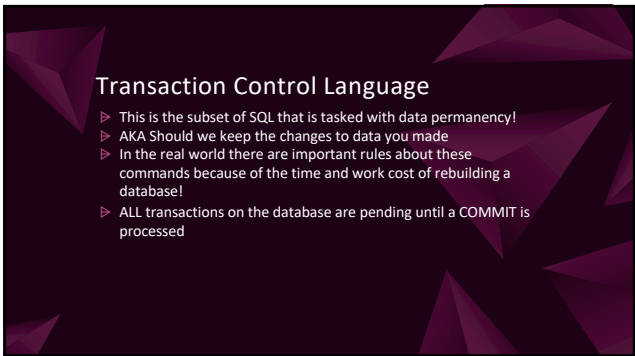 Transaction Control Language
This is the subset of SQL that is tasked with data permanency!
AKA Should we keep the changes to data you made
In the real world there are important rules about these
commands because of the time and work cost of rebuilding a
database!
ALL transactions on the database are pending until a COMMIT is
processed